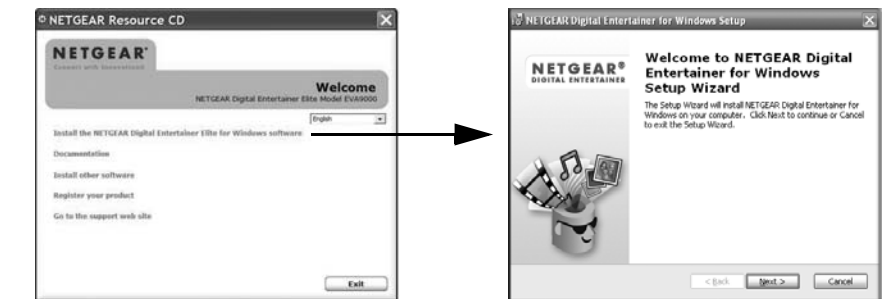 NETGEAR Resource CD
NETGEAR®
Connect with Innovation™
Welcome
NETGEAR Digital Entertainer Elite Model EVA9000
English
Install the NETGEAR Digital Entertainer Elite for Windows software
Documentation
Install other software
Register your product
Go to the support web site
Exit
NETGEAR Digital Entertainer for Windows Setup
NETGEAR®
DIGITAL ENTERTAINER
Welcome to NETGEAR Digital
Entertainer for Windows
Setup Wizard
The Setup Wizard will install NETGEAR Digital Entertainer for
Windows on your computer. Click Next to continue or Cancel
to exit the Setup Wizard.
< Back
Next >
Cancel